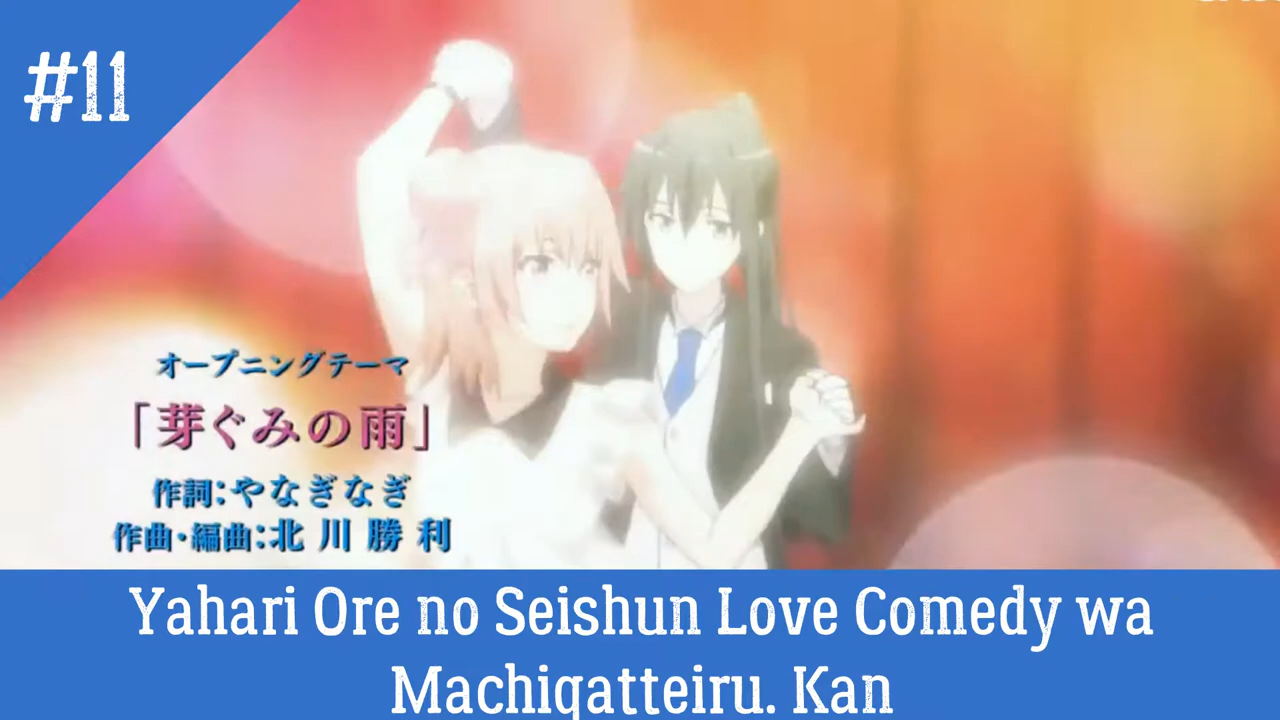 #11
オープニングテーマ
「芽ぐみの雨」
作詞:やなぎなぎ
作曲・編曲:北川勝利
Yahari Ore no Seishun Love Comedy wa
Machigatteiru. Kan